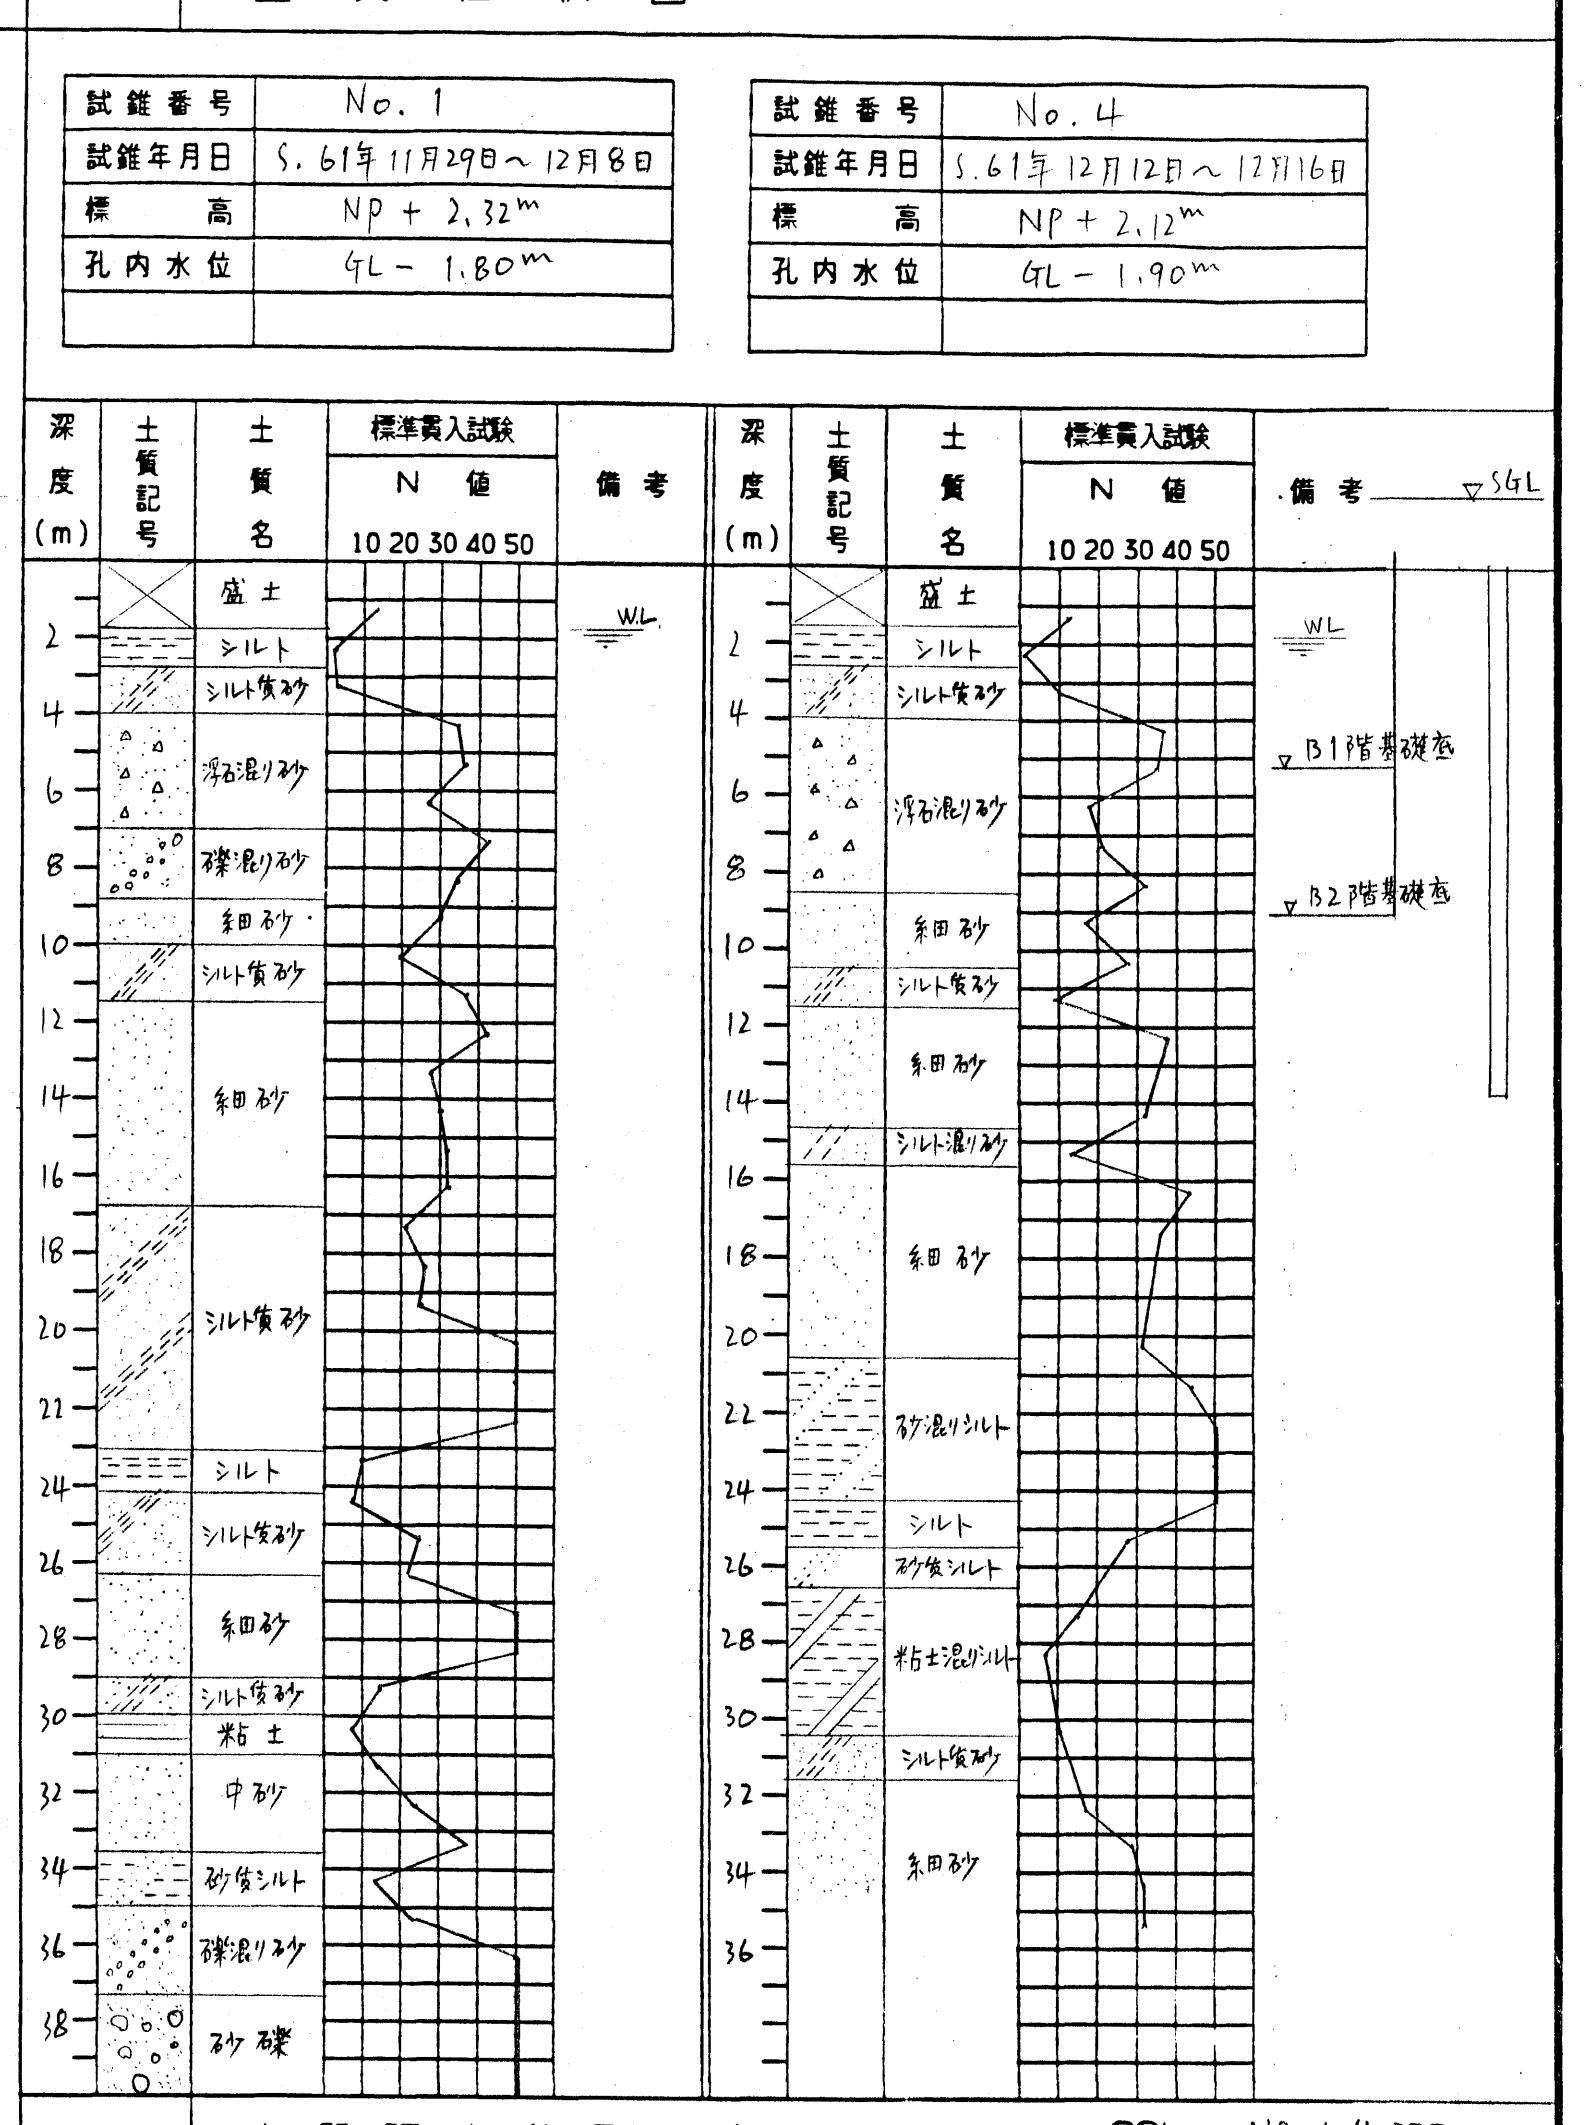 試錐番号 No. 1
試錐年月日 S. 61年11月29日～12月8日
標高 NP + 2.32m
孔内水位 GL - 1.80m
試錐番号 No. 4
試錐年月日 S. 61年12月12日～12月16日
標高 NP + 2.12m
孔内水位 GL - 1.90m
深度(m) 土質記号 土質名 標準貫入試験 備考
N 値
10 20 30 40 50
盛土
W.L.
2 シルト
シルト質砂
4
浮石混り砂
6
8 礫混り砂
細砂
10
シルト質砂
12
14 細砂
16
18
20 シルト質砂
22
シルト
24
シルト質砂
26
28 細砂
シルト質砂
30 粘土
32 中砂
34 砂質シルト
36 礫混り砂
38 砂礫
深度(m) 土質記号 土質名 標準貫入試験 備考 ▽SGL
N 値
10 20 30 40 50
盛土
WL
2 シルト
シルト質砂
4
▽ B1階基礎底
6 浮石混り砂
8
▽ B2階基礎底
10 細砂
シルト質砂
12
細砂
14
シルト混り砂
16
18 細砂
20
22 砂混りシルト
24
シルト
26 砂質シルト
28 粘土混りシルト
30
シルト質砂
32
34 細砂
36